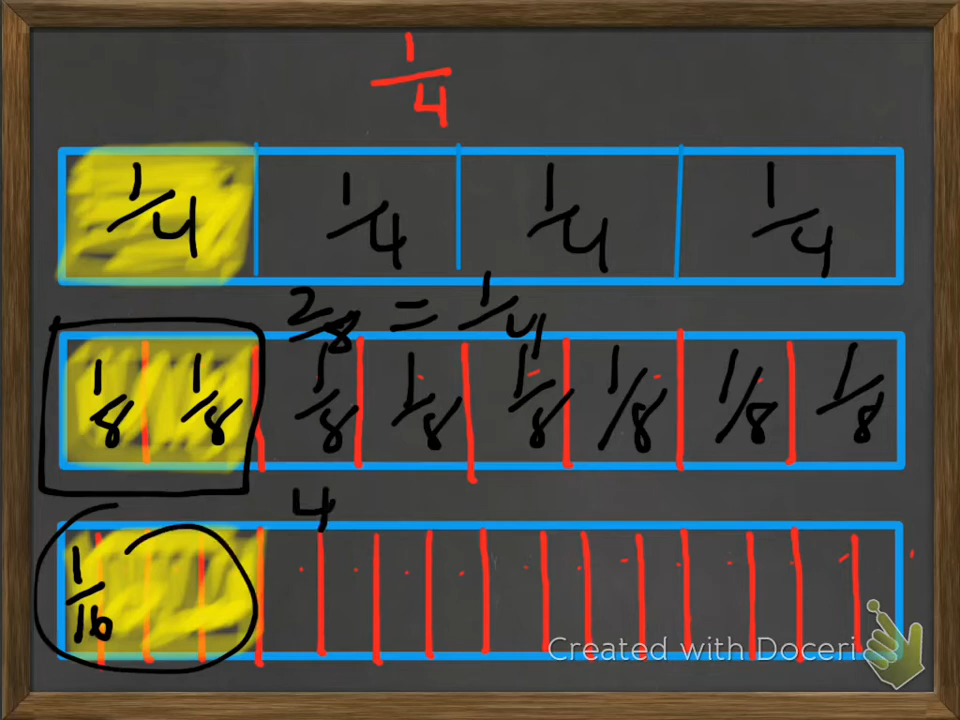 1/4
1/4 1/4 1/4 1/4
2/8 = 1/4
1/8 1/8 1/8 1/8 1/8 1/8 1/8 1/8
4
1/16
Created with Doceri